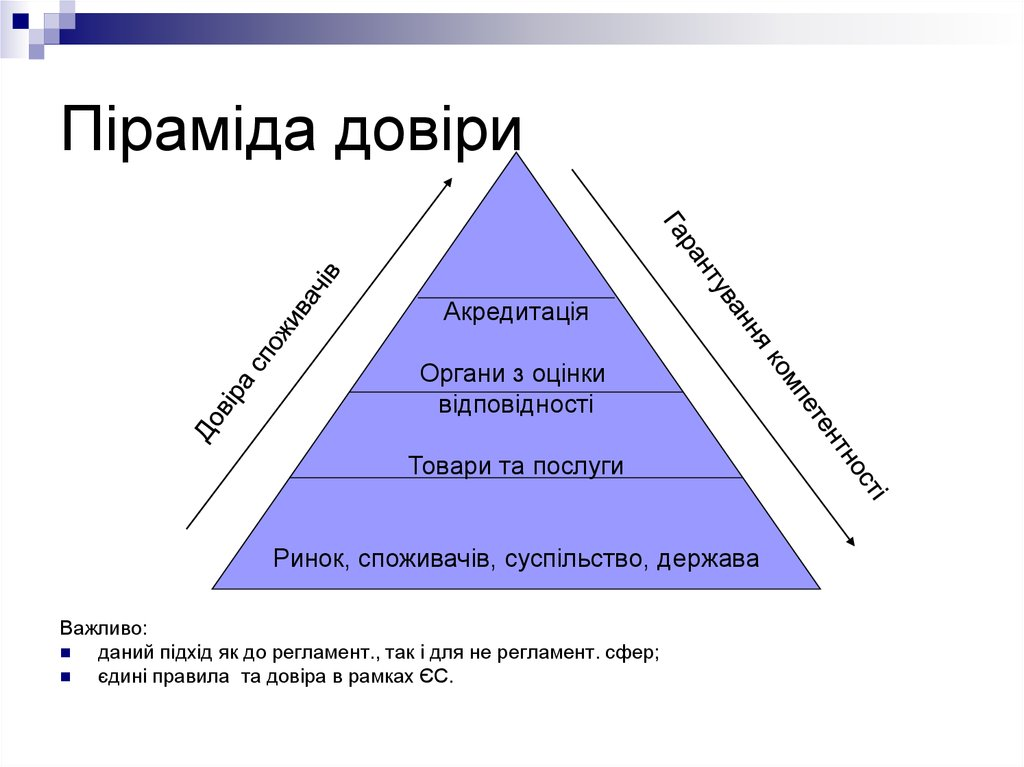 Піраміда довіри
Довіра споживачів
Гарантування компетентності
Акредитація
Органи з оцінки
відповідності
Товари та послуги
Ринок, споживачів, суспільство, держава
Важливо:
даний підхід як до регламент., так і для не регламент. сфер;
єдині правила та довіра в рамках ЄС.